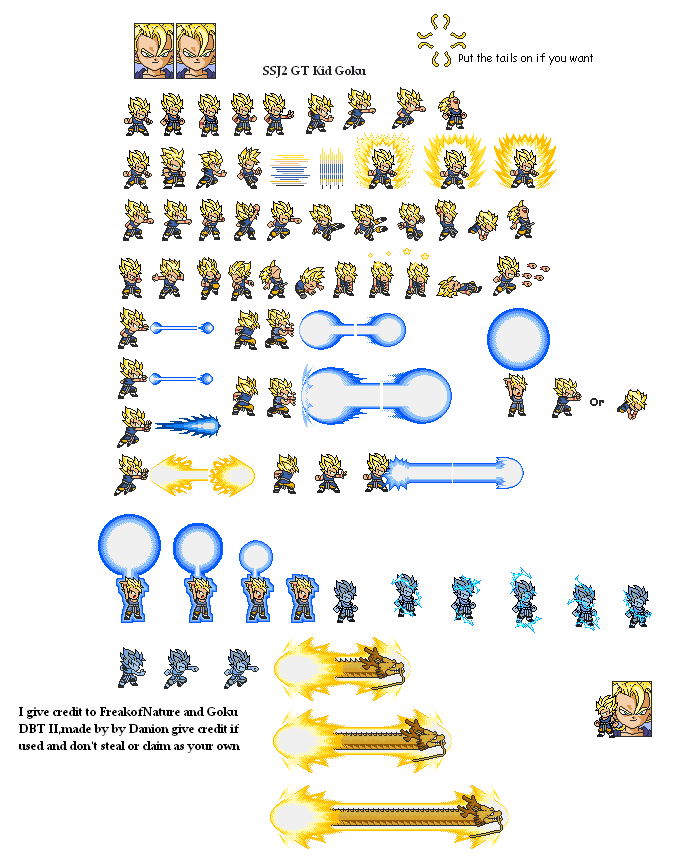 Put the tails on if you want
SSJ2 GT Kid Goku
Or
I give credit to FreakofNature and Goku
DBT II,made by by Danion give credit if
used and don't steal or claim as your own